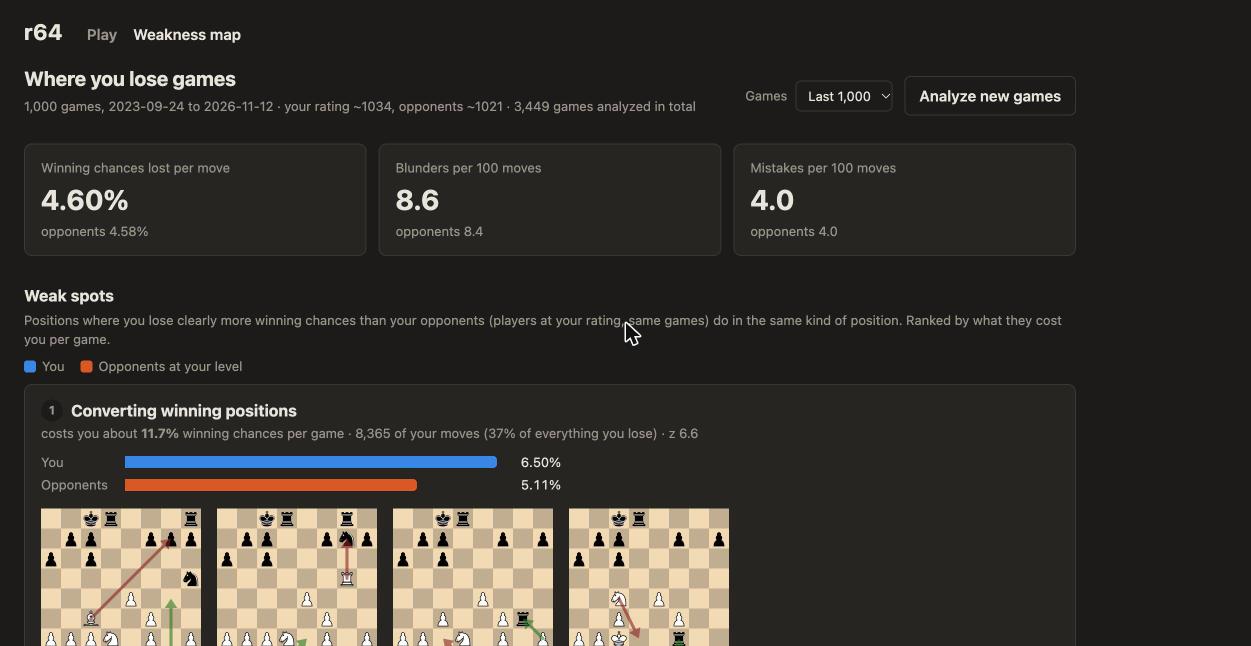 r64 Play Weakness map
Where you lose games
1,000 games, 2023-09-24 to 2026-11-12 · your rating ~1034, opponents ~1021 · 3,449 games analyzed in total
Games Last 1,000 Analyze new games
Winning chances lost per move
4.60%
opponents 4.58%
Blunders per 100 moves
8.6
opponents 8.4
Mistakes per 100 moves
4.0
opponents 4.0
Weak spots
Positions where you lose clearly more winning chances than your opponents (players at your rating, same games) do in the same kind of position. Ranked by what they cost
you per game.
You Opponents at your level
1 Converting winning positions
costs you about 11.7% winning chances per game · 8,365 of your moves (37% of everything you lose) · z 6.6
You 6.50%
Opponents 5.11%